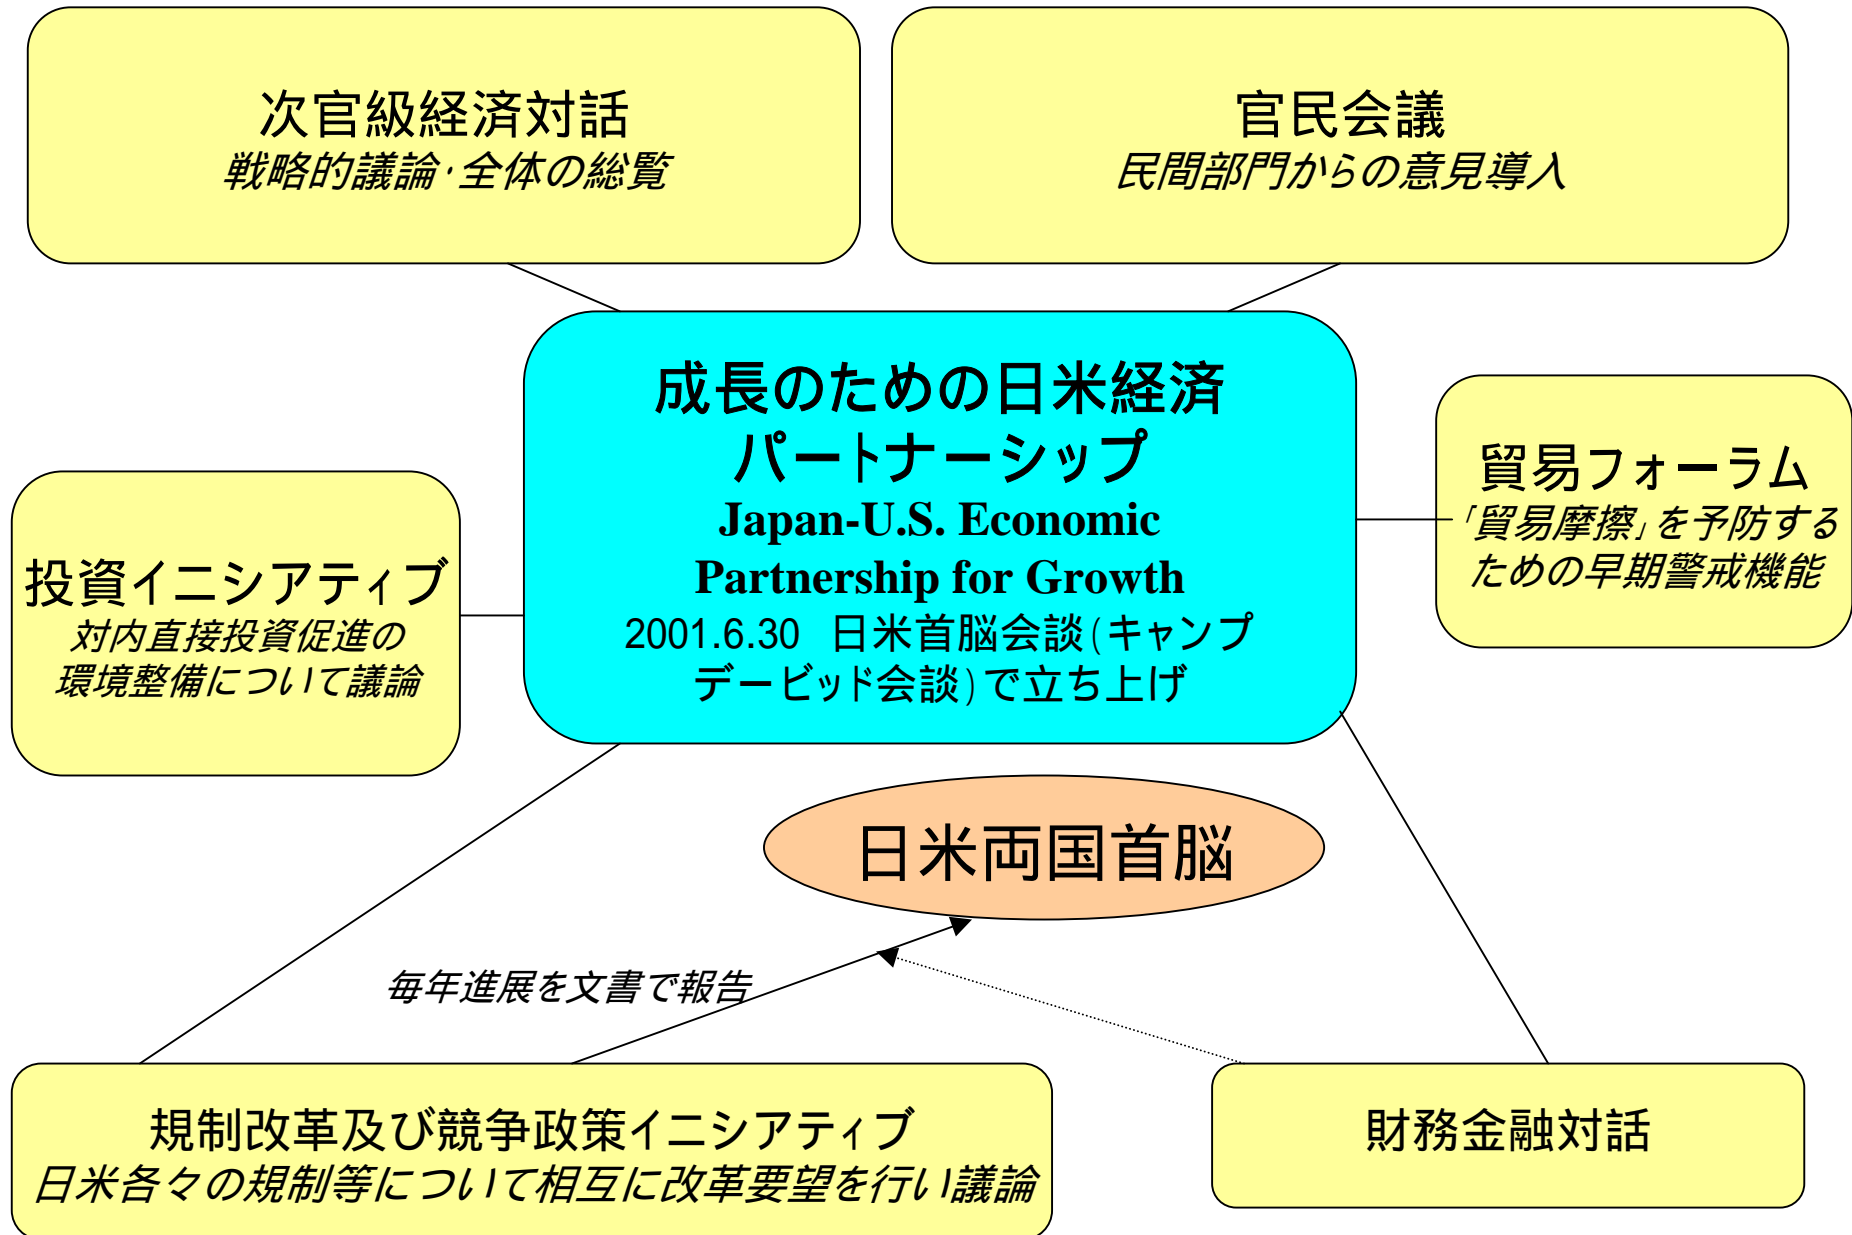 次官級経済対話
戦略的議論・全体の総覧
官民会議
民間部門からの意見導入
成長のための日米経済
パートナーシップ
Japan-U.S. Economic
Partnership for Growth
2001.6.30 日米首脳会談(キャンプ
デービッド会談)で立ち上げ
貿易フォーラム
「貿易摩擦」を予防する
ための早期警戒機能
投資イニシアティブ
対内直接投資促進の
環境整備について議論
日米両国首脳
毎年進展を文書で報告
規制改革及び競争政策イニシアティブ
日米各々の規制等について相互に改革要望を行い議論
財務金融対話